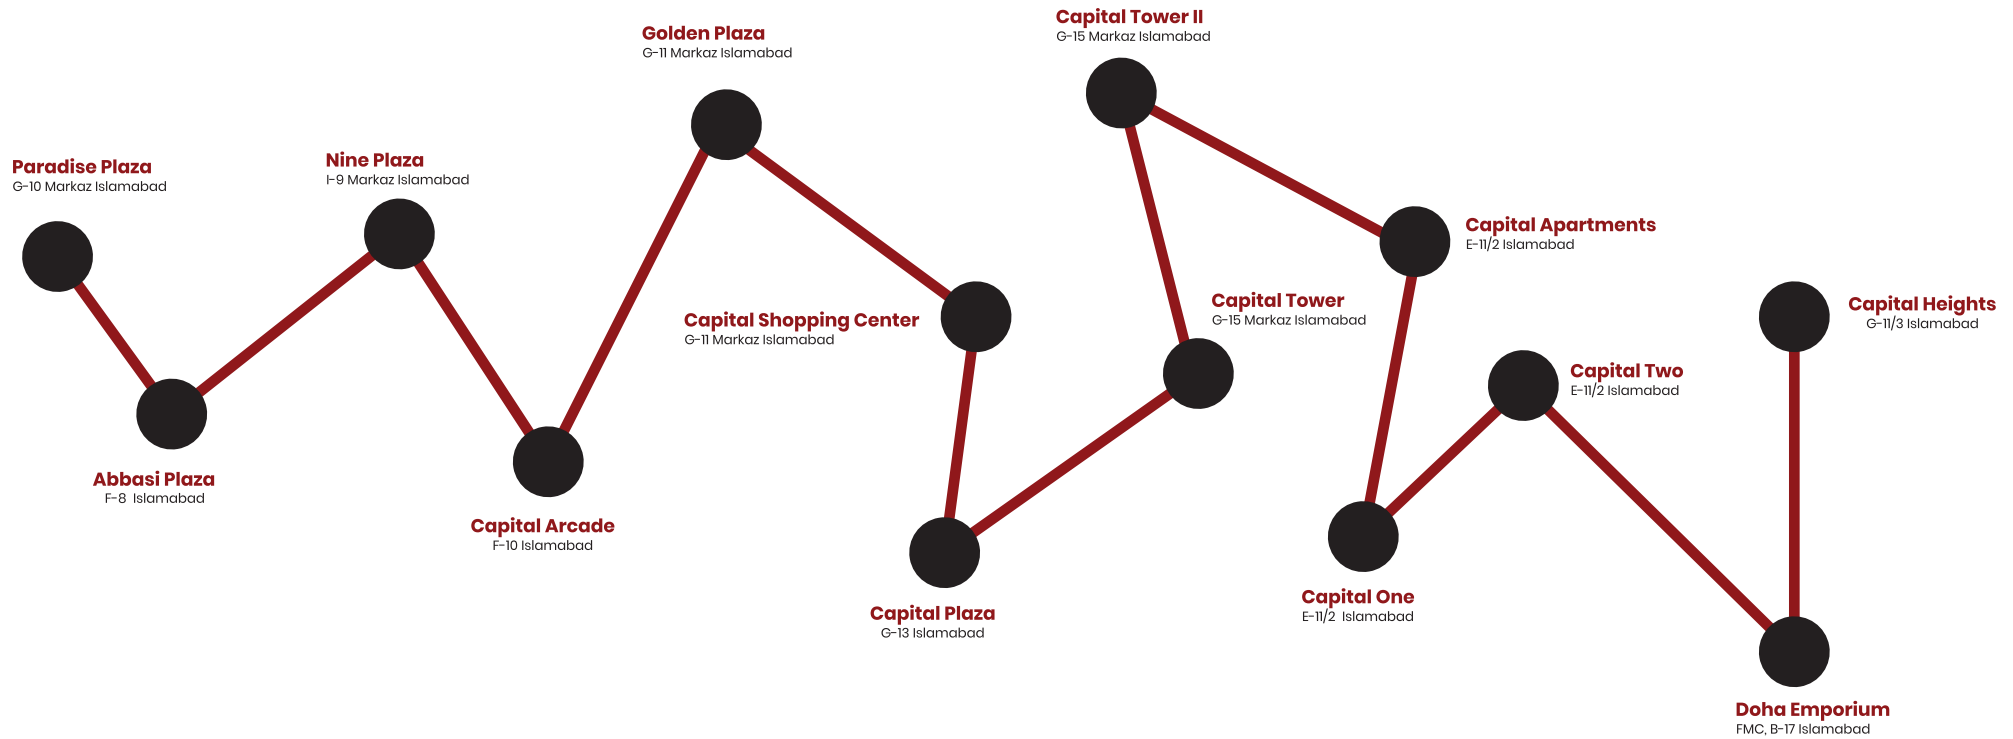 Paradise Plaza
G-10 Markaz Islamabad
Abbasi Plaza
F-8 Islamabad
Nine Plaza
I-9 Markaz Islamabad
Capital Arcade
F-10 Islamabad
Golden Plaza
G-11 Markaz Islamabad
Capital Shopping Center
G-11 Markaz Islamabad
Capital Plaza
G-13 Islamabad
Capital Tower
G-15 Markaz Islamabad
Capital Tower II
G-15 Markaz Islamabad
Capital Apartments
E-11/2 Islamabad
Capital One
E-11/2 Islamabad
Capital Two
E-11/2 Islamabad
Doha Emporium
FMC, B-17 Islamabad
Capital Heights
G-11/3 Islamabad